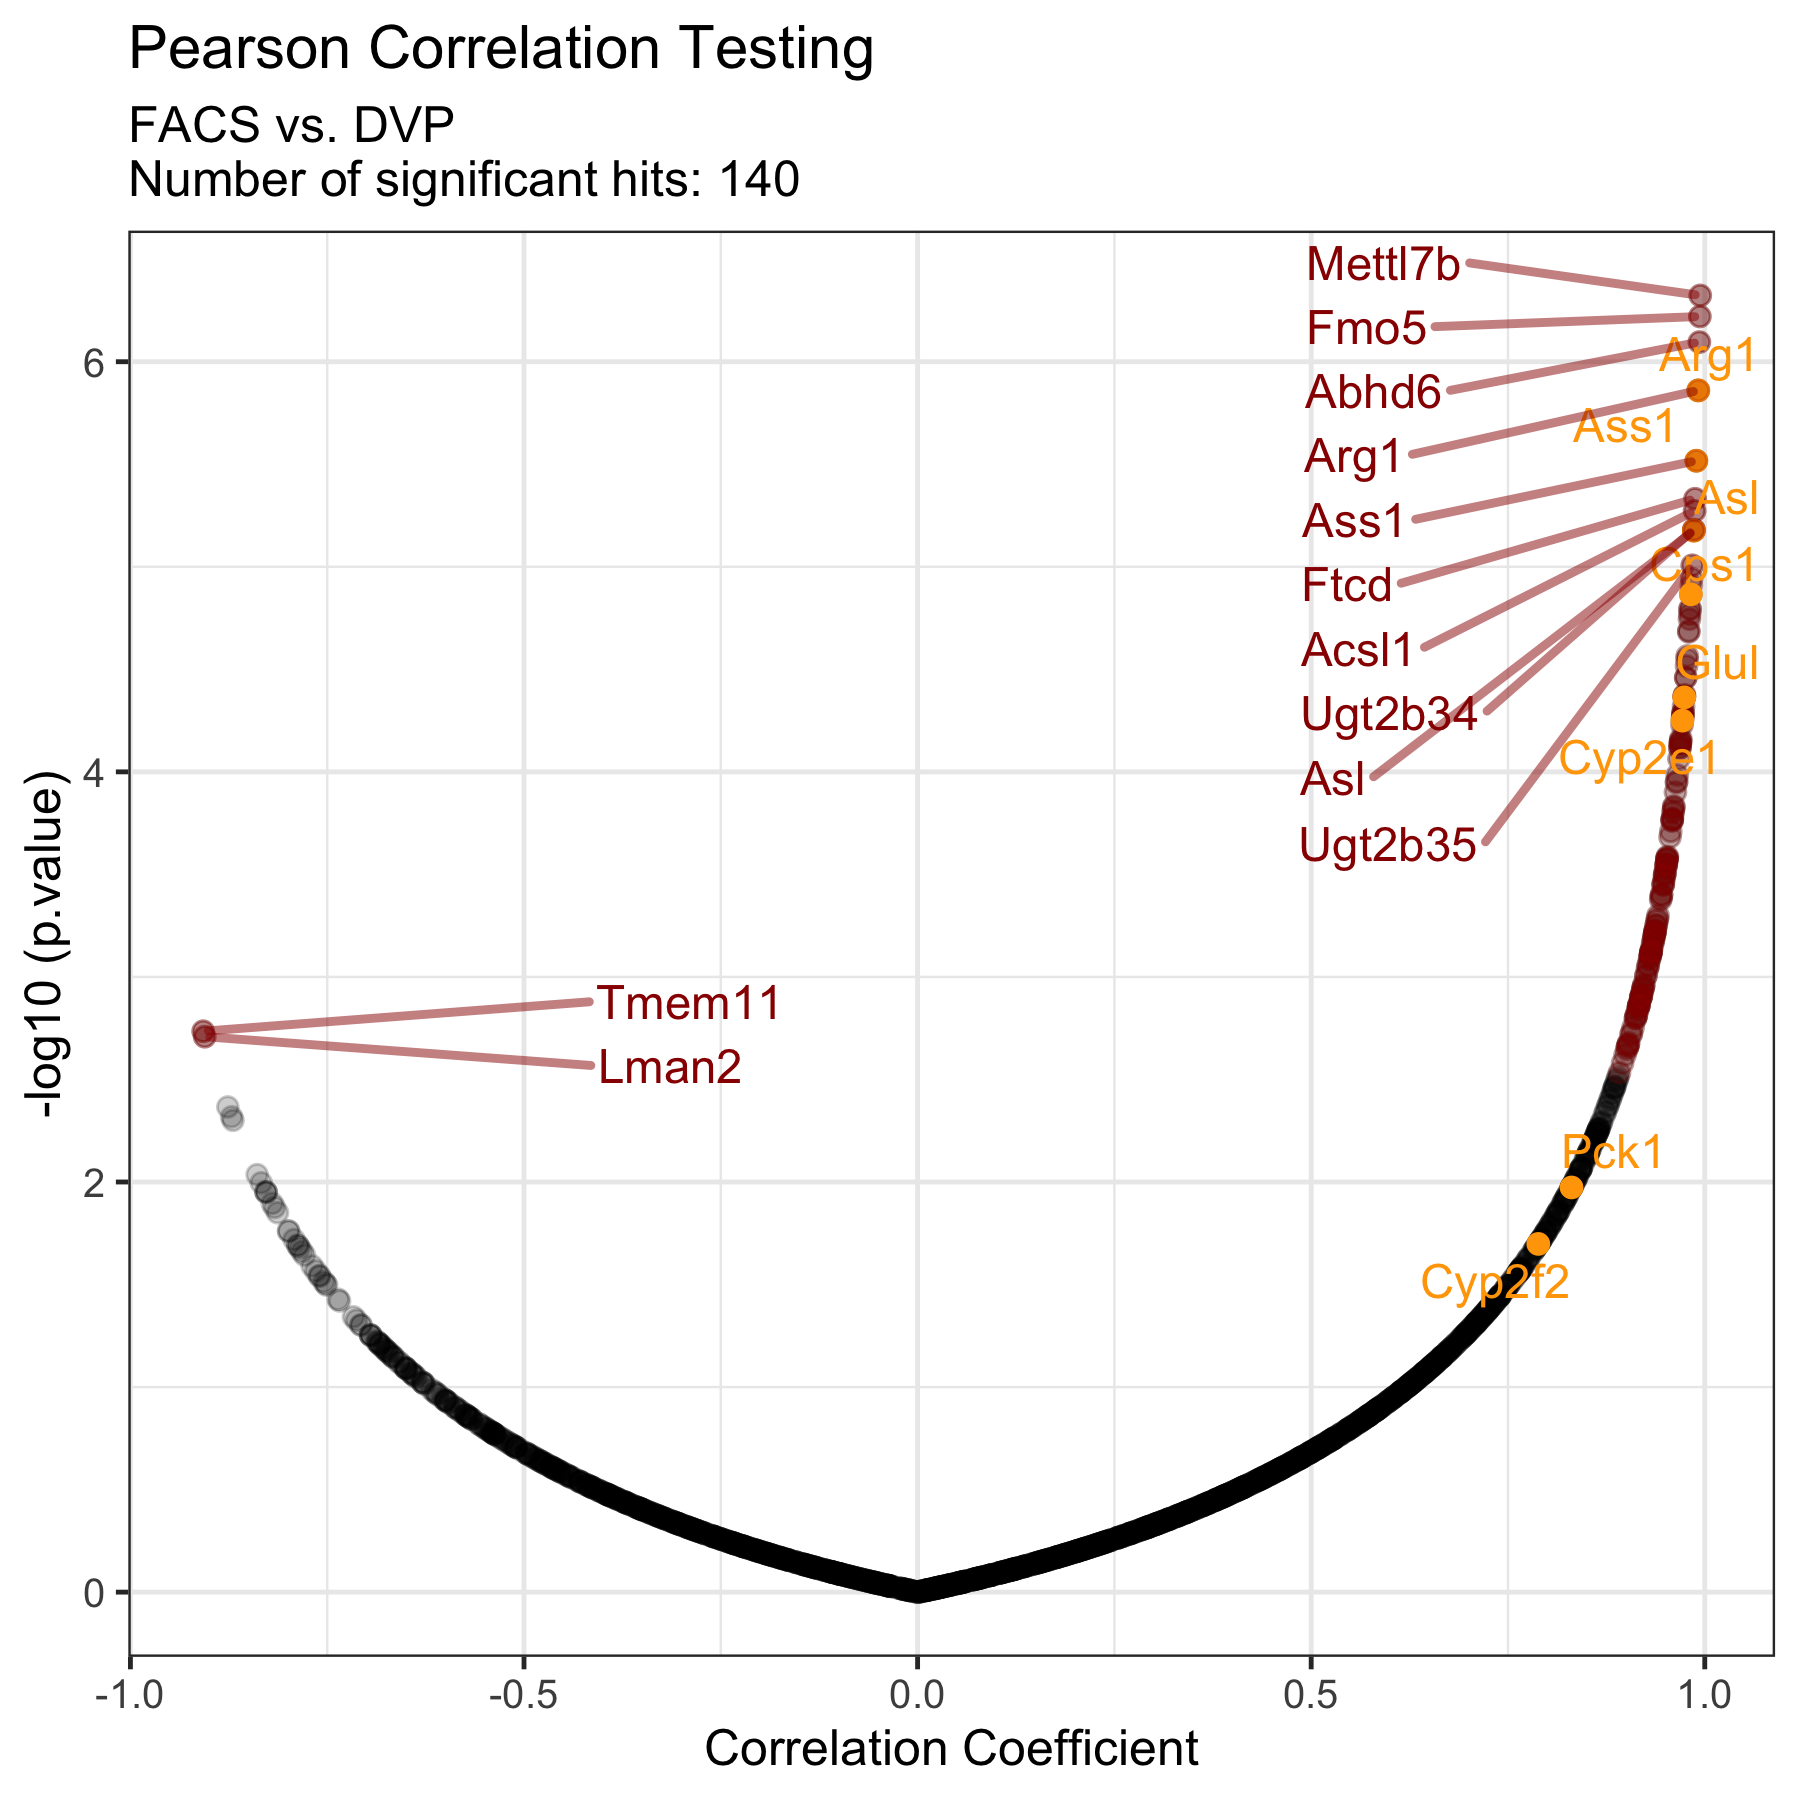 Pearson Correlation Testing
FACS vs. DVP
Number of significant hits: 140
Mettl7b
Fmo5
Arg1
6
Abhd6
Ass1
Arg1
Asl
Ass1
Cps1
Ftcd
Acsl1
Glul
Ugt2b34
Cyp2e1
4
Asl
Ugt2b35
-log10 (p.value)
Tmem11
Lman2
Pck1
2
Cyp2f2
0
-1.0 -0.5 0.0 0.5 1.0
Correlation Coefficient